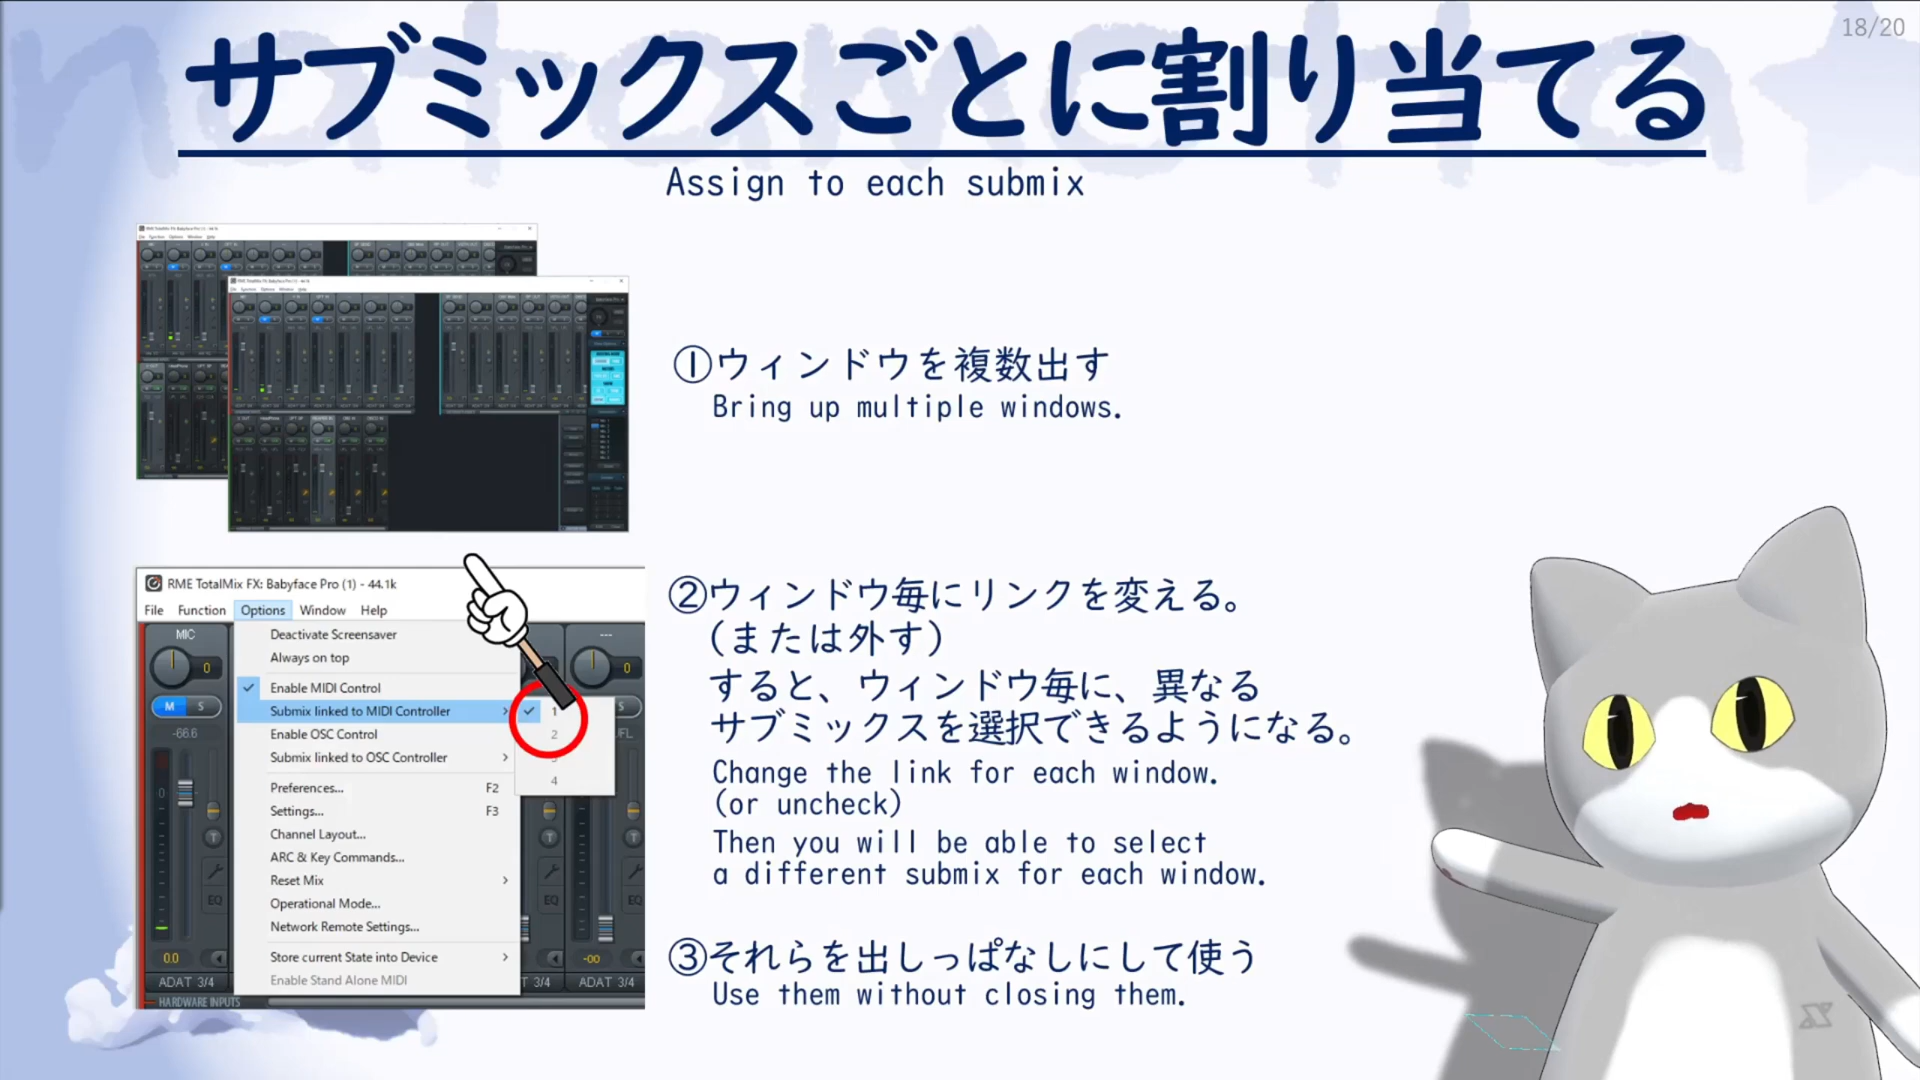 18/20
サブミックスごとに割り当てる
Assign to each submix
①ウィンドウを複数出す
Bring up multiple windows.
RME TotalMix FX: Babyface Pro (1) - 44.1k
File Function Options Window Help
MIC
0
M S
-66.6
0
0.0
ADAT 3/4
HARDWARE INPUTS
Deactivate Screensaver
Always on top
Enable MIDI Control
Submix linked to MIDI Controller
Enable OSC Control
Submix linked to OSC Controller
Preferences... F2
Settings... F3
Channel Layout...
ARC & Key Commands...
Reset Mix
Operational Mode...
Network Remote Settings...
Store current State into Device
Enable Stand Alone MIDI
1
2
3
4
---
0
S
T
EQ
T
EQ
T
EQ
-oo
T 3/4
ADAT 3/4
②ウィンドウ毎にリンクを変える。
(または外す)
すると、ウィンドウ毎に、異なる
サブミックスを選択できるようになる。
Change the link for each window.
(or uncheck)
Then you will be able to select
a different submix for each window.
③それらを出しっぱなしにして使う
Use them without closing them.